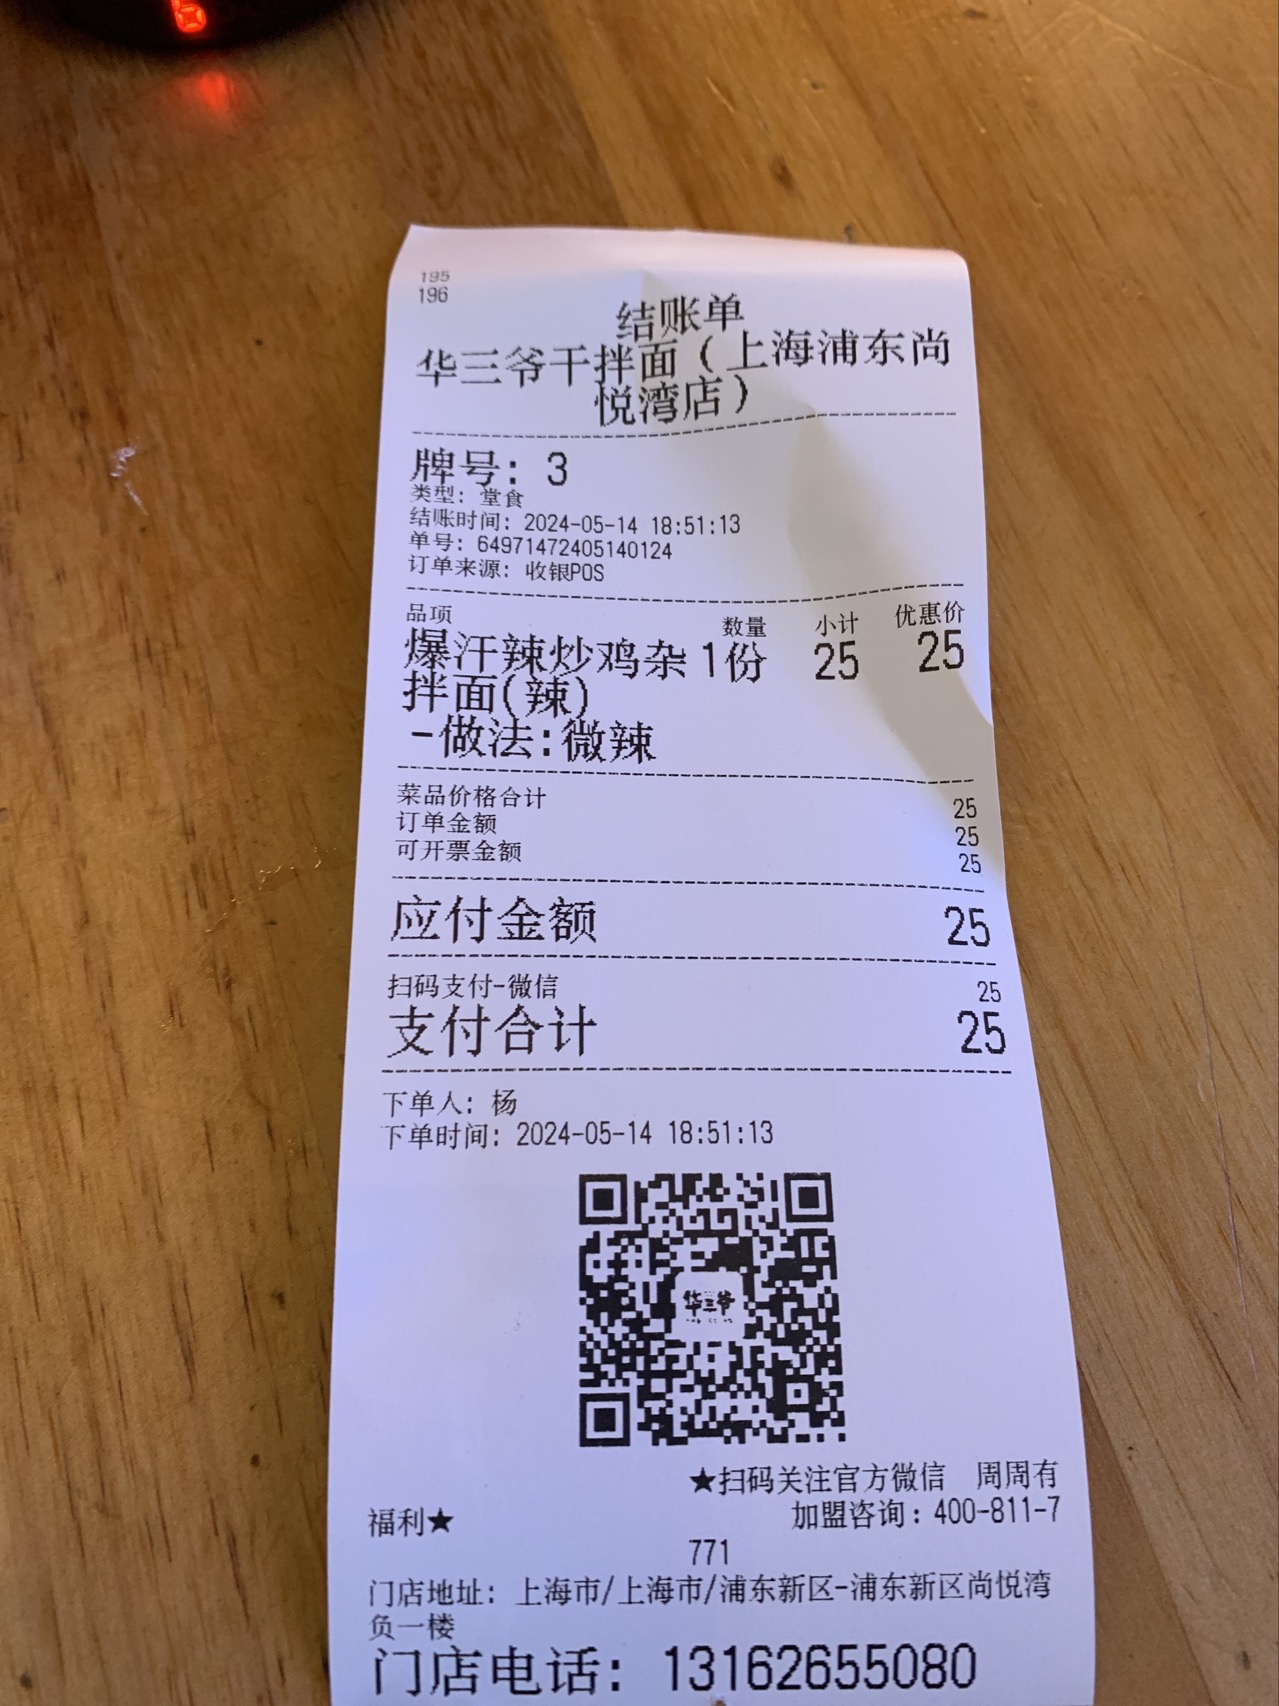 195
196
结账单
华三爷干拌面（上海浦东尚
悦湾店）
牌号: 3
类型: 堂食
结账时间: 2024-05-14 18:51:13
单号: 64971472405140124
订单来源: 收银POS
品项 数量 小计 优惠价
爆汗辣炒鸡杂 1份 25 25
拌面(辣)
-做法:微辣
菜品价格合计 25
订单金额 25
可开票金额 25
应付金额 25
扫码支付-微信 25
支付合计 25
下单人: 杨
下单时间: 2024-05-14 18:51:13
华三爷
★扫码关注官方微信 周周有
福利★ 加盟咨询：400-811-7
771
门店地址: 上海市/上海市/浦东新区-浦东新区尚悦湾
负一楼
门店电话: 13162655080